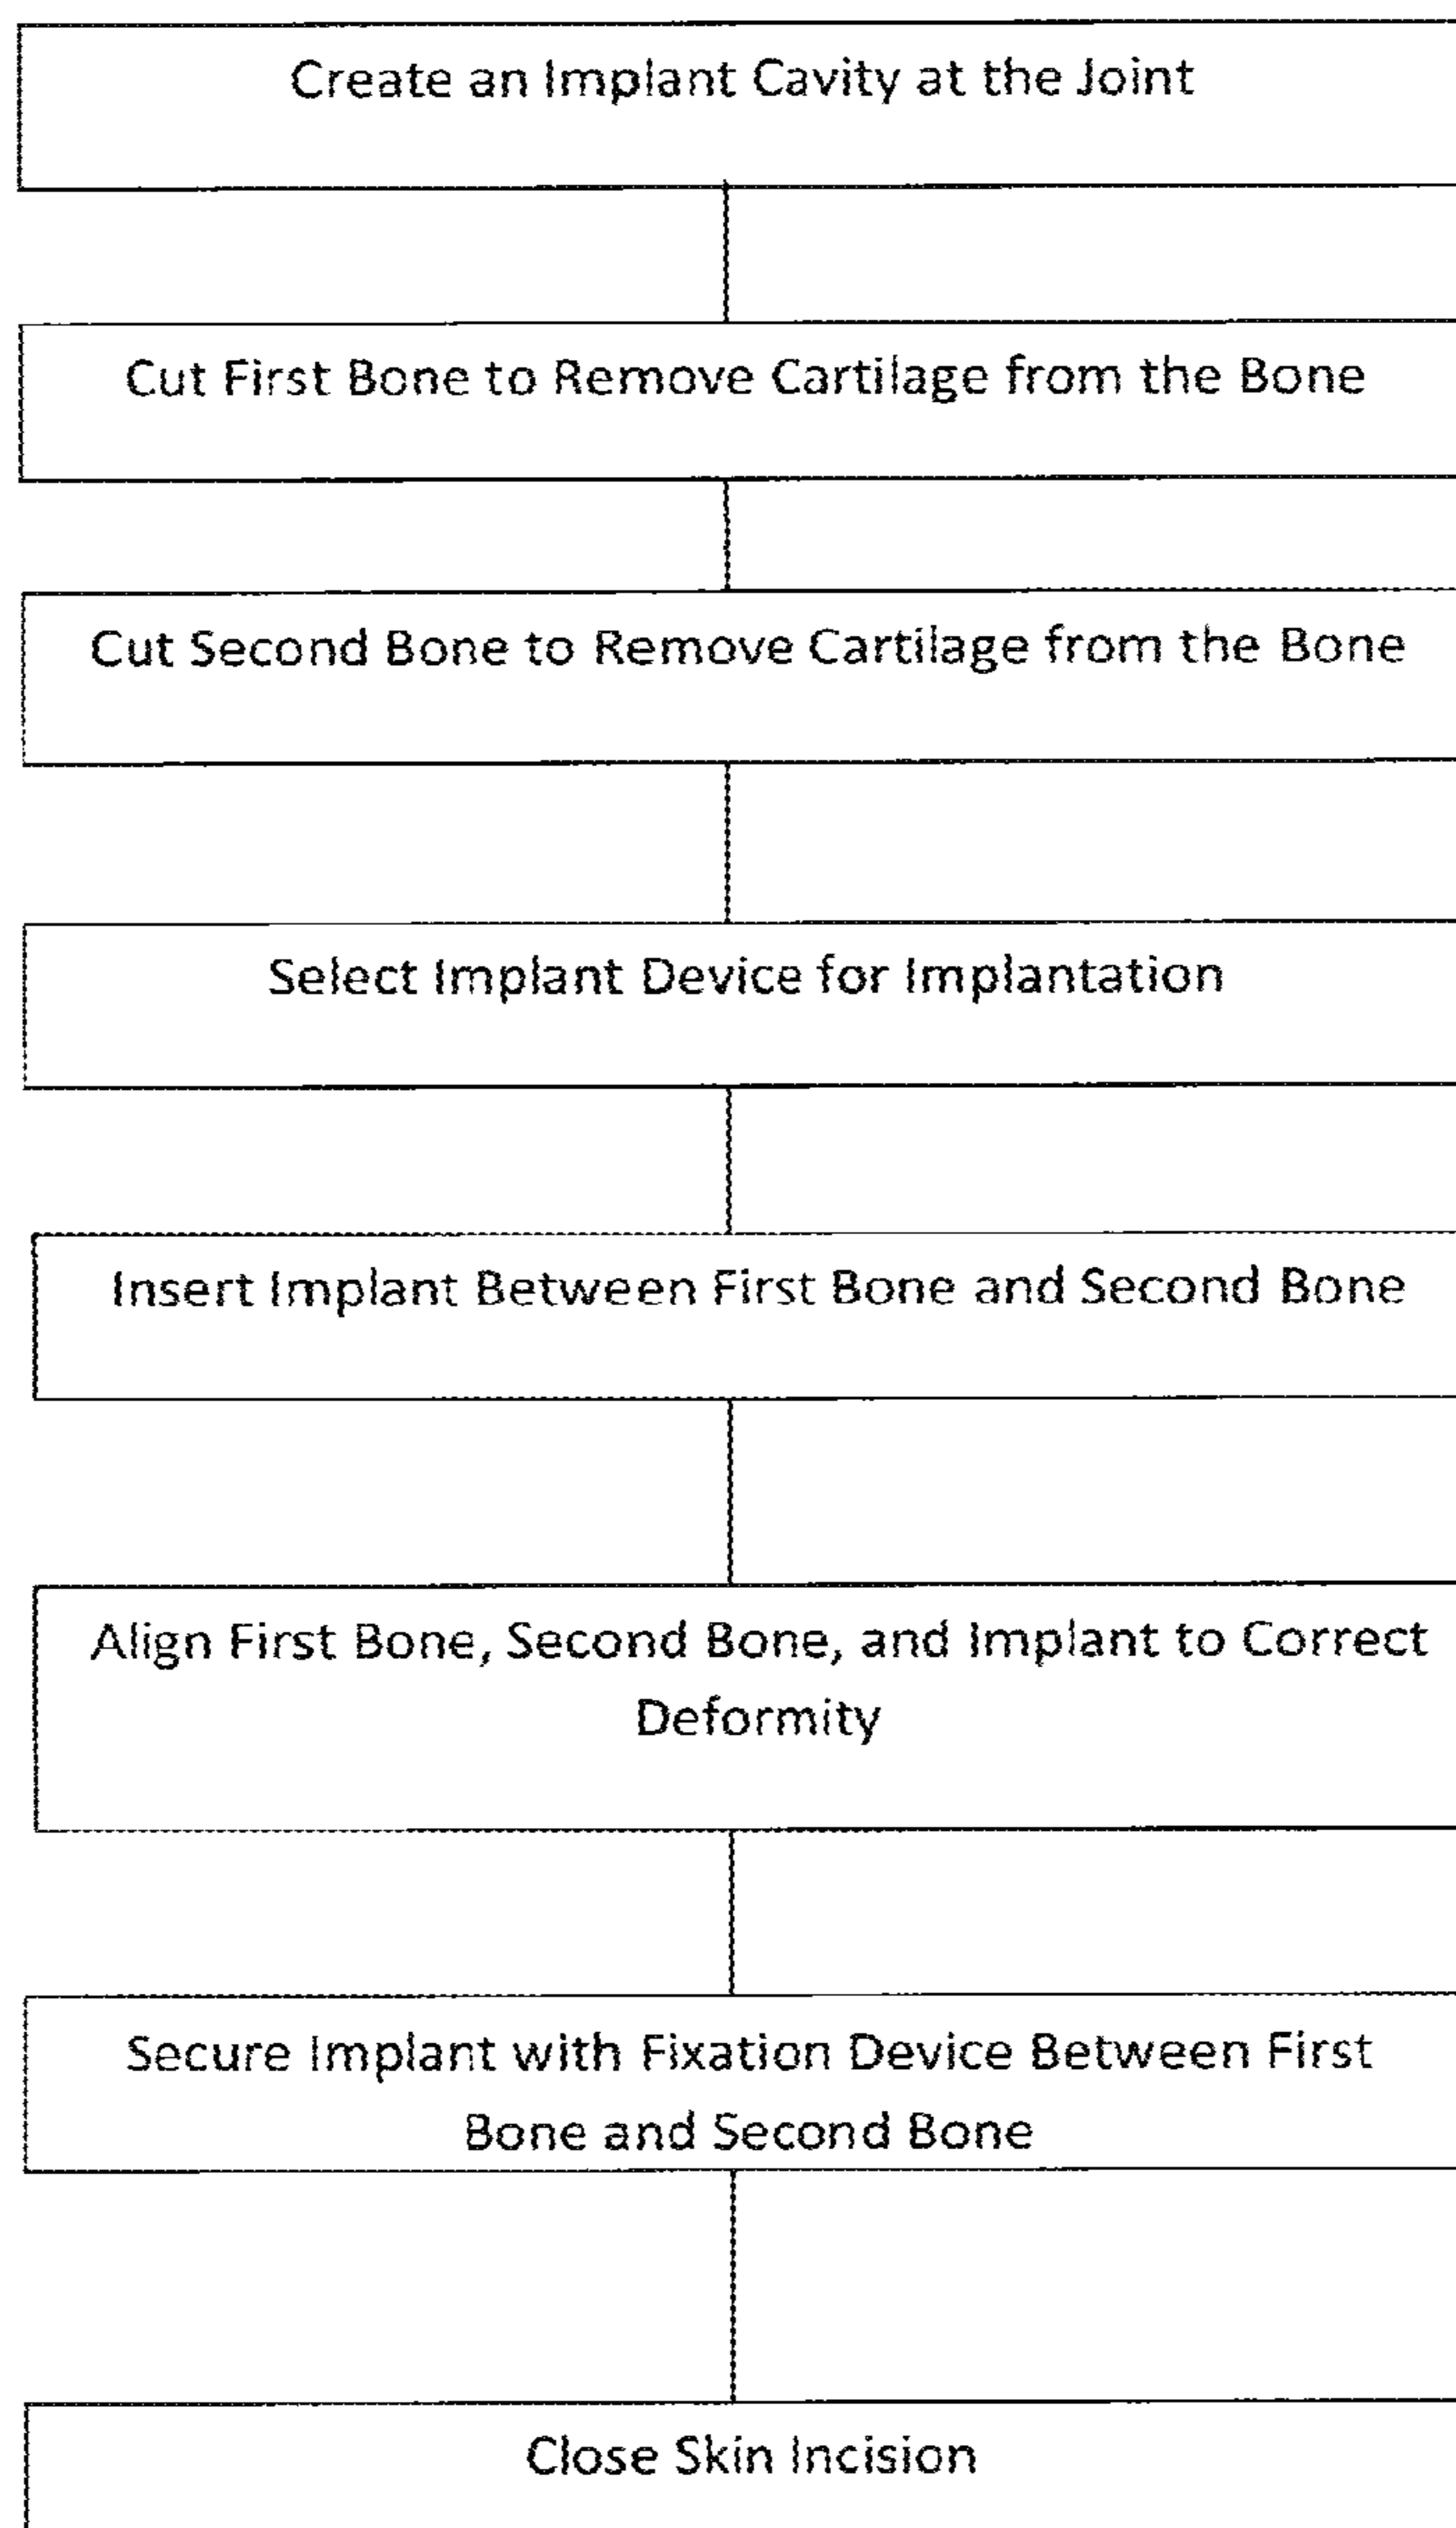 Create an Implant Cavity at the Joint
Cut First Bone to Remove Cartilage from the Bone
Cut Second Bone to Remove Cartilage from the Bone
Select Implant Device for Implantation
Insert Implant Between First Bone and Second Bone
Align First Bone, Second Bone, and Implant to Correct
Deformity
Secure Implant with Fixation Device Between First
Bone and Second Bone
Close Skin Incision